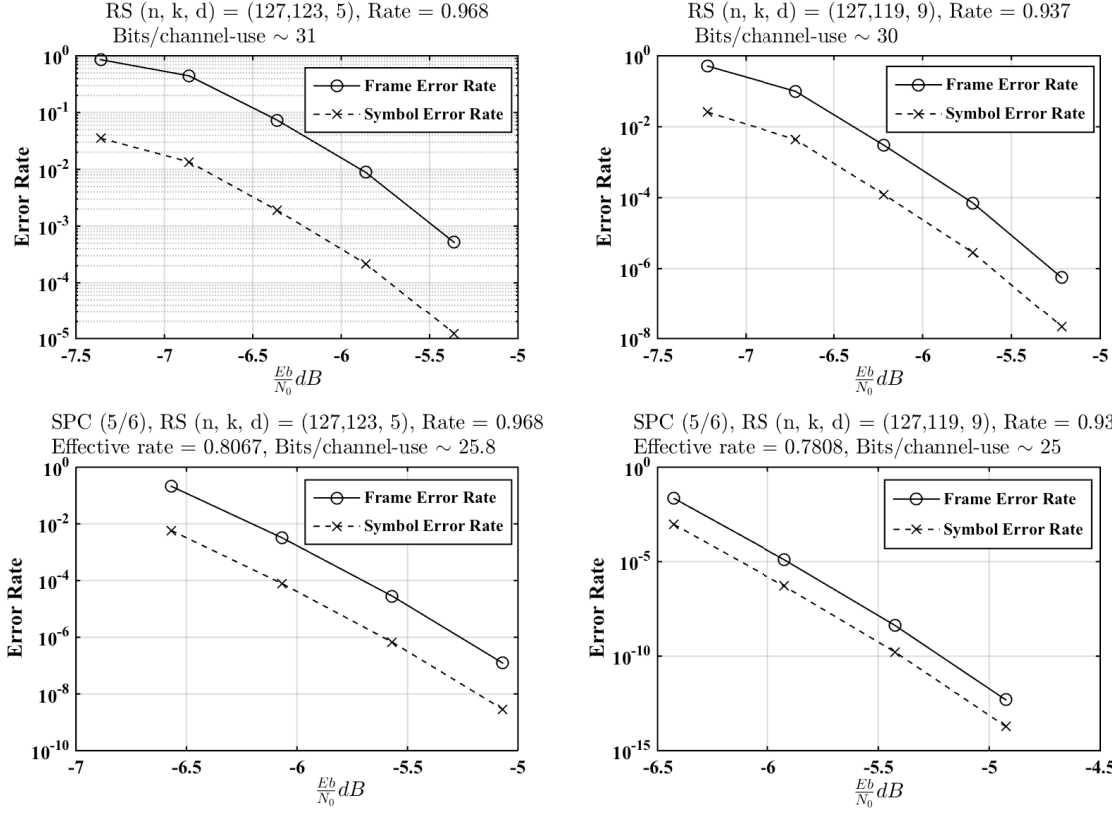 RS (n, k, d) = (127,123, 5), Rate = 0.968
Bits/channel-use ∼ 31
10^0
10^-1
10^-2
10^-3
10^-4
10^-5
Error Rate
Frame Error Rate
Symbol Error Rate
-7.5 -7 -6.5 -6 -5.5 -5
Eb/N_0 dB
RS (n, k, d) = (127,119, 9), Rate = 0.937
Bits/channel-use ∼ 30
10^0
10^-2
10^-4
10^-6
10^-8
Error Rate
Frame Error Rate
Symbol Error Rate
-7.5 -7 -6.5 -6 -5.5 -5
Eb/N_0 dB
SPC (5/6), RS (n, k, d) = (127,123, 5), Rate = 0.968
Effective rate = 0.8067, Bits/channel-use ∼ 25.8
10^0
10^-2
10^-4
10^-6
10^-8
10^-10
Error Rate
Frame Error Rate
Symbol Error Rate
-7 -6.5 -6 -5.5 -5
Eb/N_0 dB
SPC (5/6), RS (n, k, d) = (127,119, 9), Rate = 0.93
Effective rate = 0.7808, Bits/channel-use ∼ 25
10^0
10^-5
10^-10
10^-15
Error Rate
Frame Error Rate
Symbol Error Rate
-6.5 -6 -5.5 -5 -4.5
Eb/N_0 dB